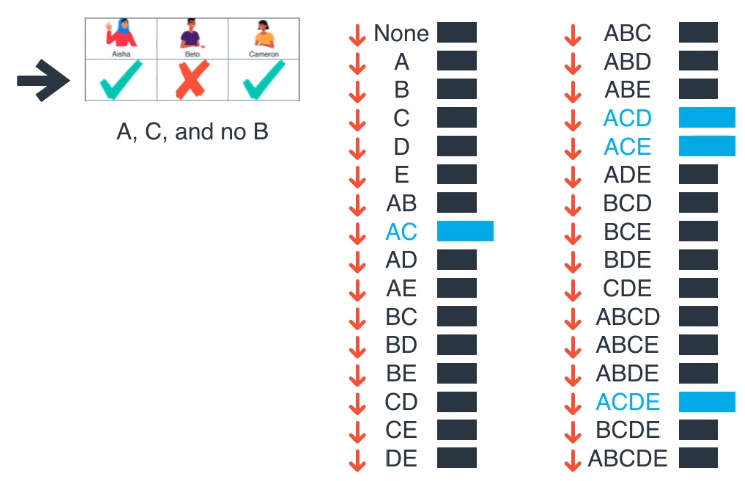 Aisha
Beto
Cameron
A, C, and no B
None
A
B
C
D
E
AB
AC
AD
AE
BC
BD
BE
CD
CE
DE
ABC
ABD
ABE
ACD
ACE
ADE
BCD
BCE
BDE
CDE
ABCD
ABCE
ABDE
ACDE
BCDE
ABCDE